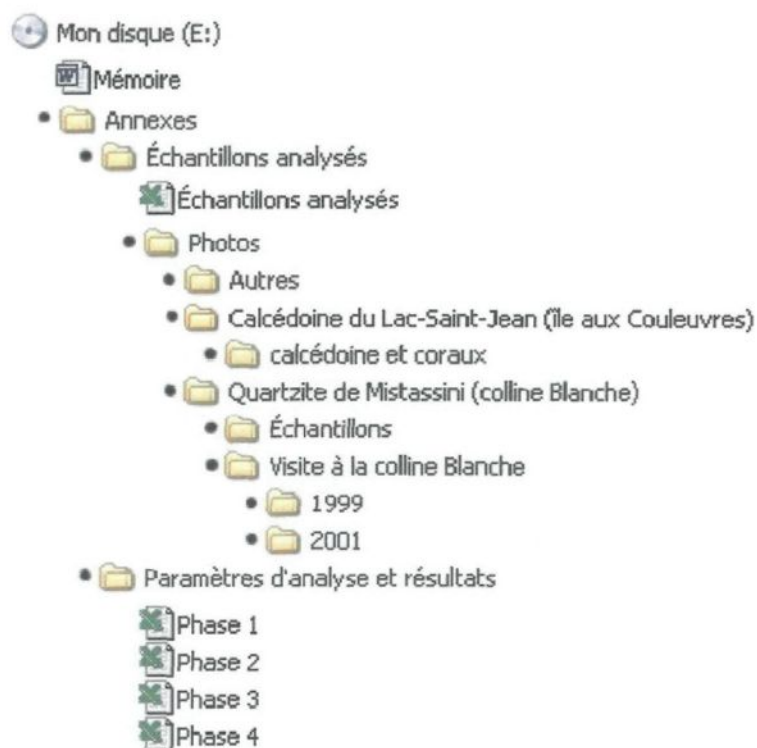 Mon disque (E:)
Mémoire
Annexes
Échantillons analysés
Échantillons analysés
Photos
Autres
Calcédoine du Lac-Saint-Jean (île aux Couleuvres)
calcédoine et coraux
Quartzite de Mistassini (colline Blanche)
Échantillons
Visite à la colline Blanche
1999
2001
Paramètres d'analyse et résultats
Phase 1
Phase 2
Phase 3
Phase 4